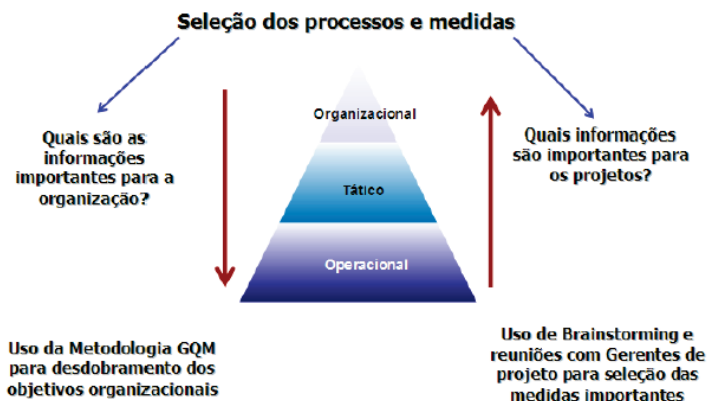 Seleção dos processos e medidas
Organizacional
Tático
Operacional
Quais são as
informações
importantes para a
organização?
Quais informações
são importantes para
os projetos?
Uso da Metodologia GQM
para desdobramento dos
objetivos organizacionais
Uso de Brainstorming e
reuniões com Gerentes de
projeto para seleção das
medidas importantes